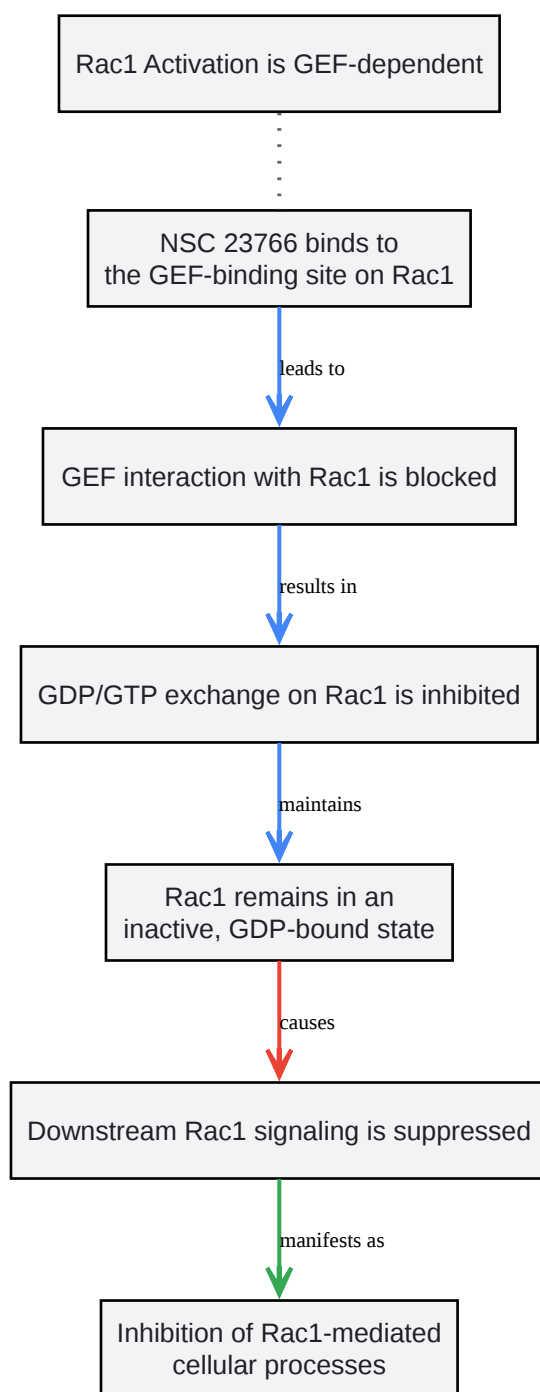 Rac1 Activation is GEF-dependent
NSC 23766 binds to
the GEF-binding site on Rac1
leads to
GEF interaction with Rac1 is blocked
results in
GDP/GTP exchange on Rac1 is inhibited
maintains
Rac1 remains in an
inactive, GDP-bound state
causes
Downstream Rac1 signaling is suppressed
manifests as
Inhibition of Rac1-mediated
cellular processes